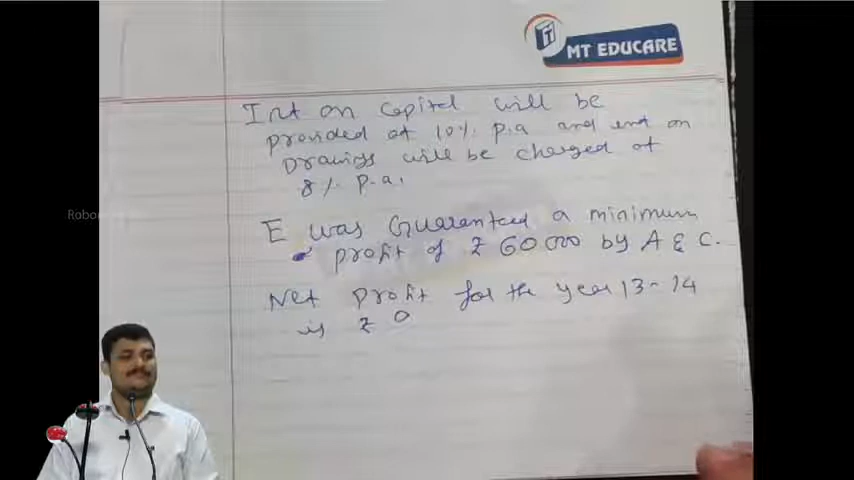 MT EDUCARE
Int on capital will be
provided at 10% p.a and int on
Drawings will be charged at
8% p.a.
E was Guaranteed a minimum
profit of ₹ 60000 by A & C.
Net profit for the year 13-14
is ₹ 0